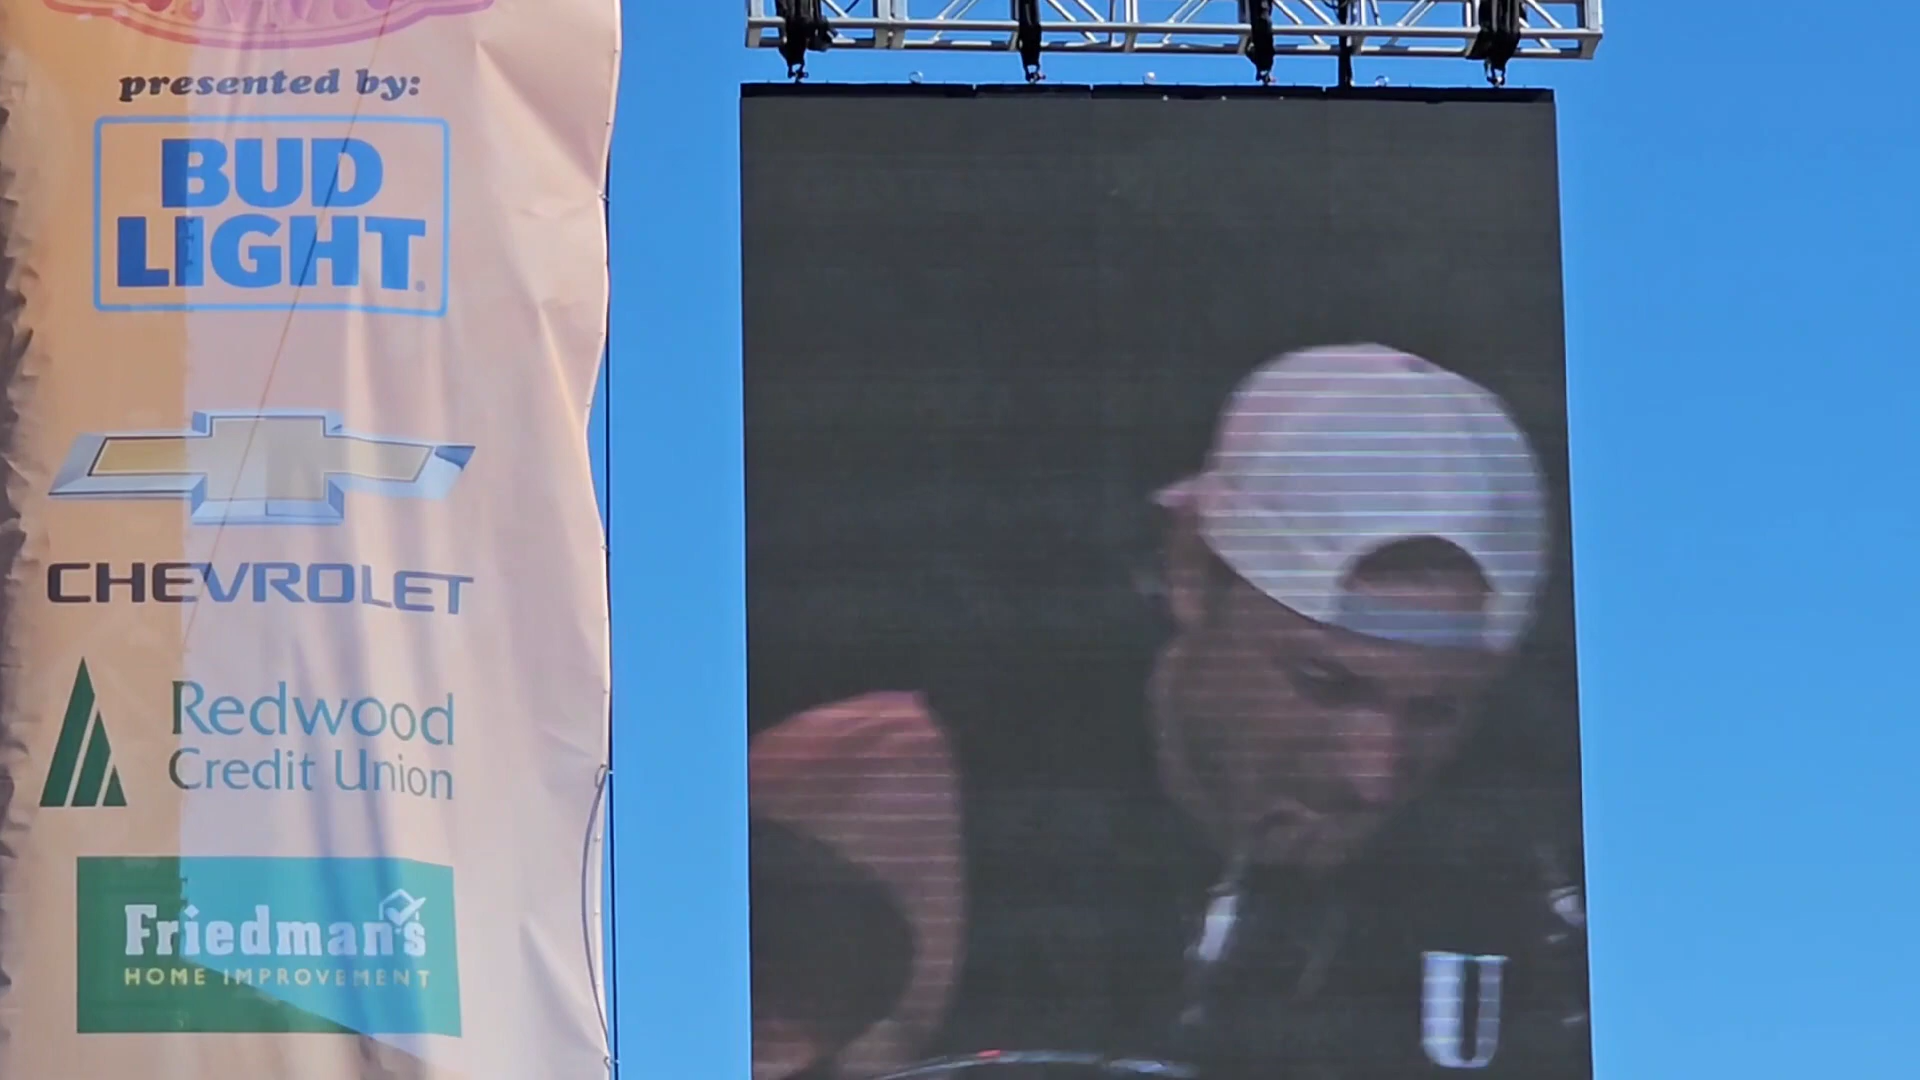 presented by:
BUD
LIGHT.
CHEVROLET
Redwood
Credit Union
Friedman's
HOME IMPROVEMENT
U